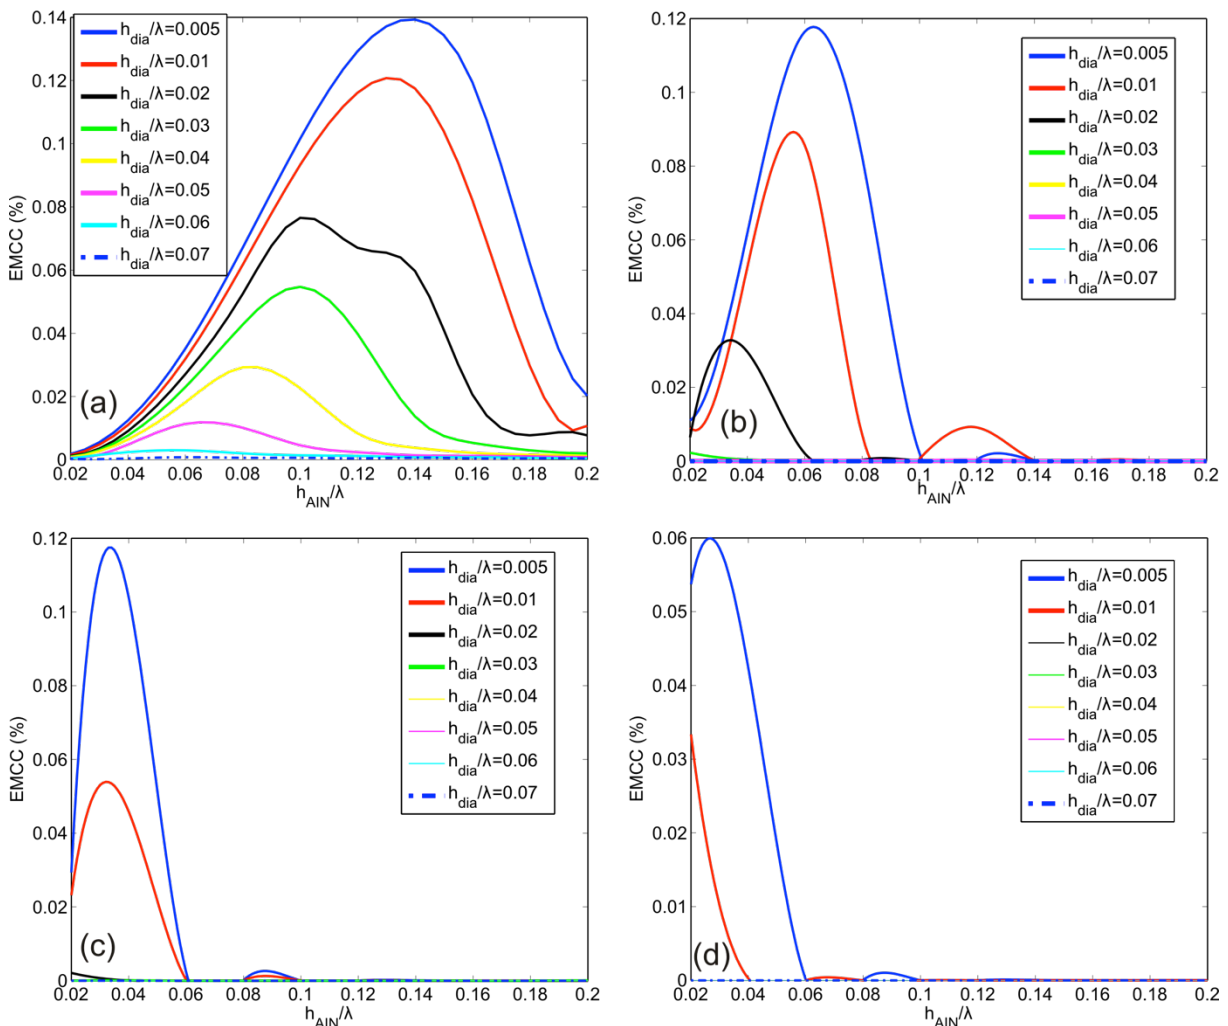 0.14
0.12
0.1
0.08
0.06
0.04
0.02
0
EMCC (%)
h_dia/λ=0.005
h_dia/λ=0.01
h_dia/λ=0.02
h_dia/λ=0.03
h_dia/λ=0.04
h_dia/λ=0.05
h_dia/λ=0.06
h_dia/λ=0.07
(a)
0.02 0.04 0.06 0.08 0.1 0.12 0.14 0.16 0.18 0.2
h_AlN/λ
0.12
0.1
0.08
0.06
0.04
0.02
0
EMCC (%)
h_dia/λ=0.005
h_dia/λ=0.01
h_dia/λ=0.02
h_dia/λ=0.03
h_dia/λ=0.04
h_dia/λ=0.05
h_dia/λ=0.06
h_dia/λ=0.07
(b)
0.02 0.04 0.06 0.08 0.1 0.12 0.14 0.16 0.18 0.2
h_AlN/λ
0.12
0.1
0.08
0.06
0.04
0.02
0
EMCC (%)
h_dia/λ=0.005
h_dia/λ=0.01
h_dia/λ=0.02
h_dia/λ=0.03
h_dia/λ=0.04
h_dia/λ=0.05
h_dia/λ=0.06
h_dia/λ=0.07
(c)
0.02 0.04 0.06 0.08 0.1 0.12 0.14 0.16 0.18 0.2
h_AlN/λ
0.06
0.05
0.04
0.03
0.02
0.01
0
EMCC (%)
h_dia/λ=0.005
h_dia/λ=0.01
h_dia/λ=0.02
h_dia/λ=0.03
h_dia/λ=0.04
h_dia/λ=0.05
h_dia/λ=0.06
h_dia/λ=0.07
(d)
0.02 0.04 0.06 0.08 0.1 0.12 0.14 0.16 0.18 0.2
h_AlN/λ